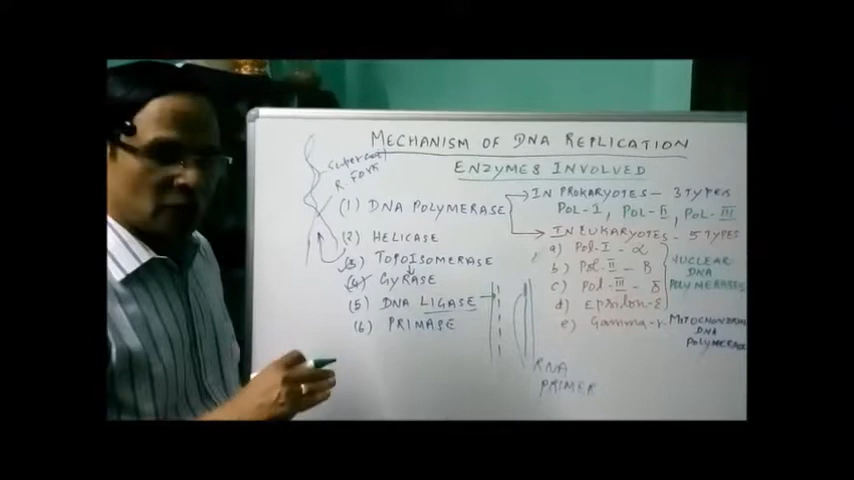 MECHANISM OF DNA REPLICATION
ENZYMES INVOLVED
Supercoil
R. Fork
(1) DNA POLYMERASE
IN PROKARYOTES - 3 TYPES
POL-I, POL-II, POL-III
IN EUKARYOTES - 5 TYPES
a) Pol-I - α
b) Pol-II - B
c) Pol-III - δ
d) Epsilon-ε
NUCLEAR
DNA
POLYMERASES
e) Gamma-γ
MITOCHONDRIAL
DNA
POLYMERASE
(2) HELICASE
(3) TOPOISOMERASE
(4) GYRASE
(5) DNA LIGASE
(6) PRIMASE
RNA
PRIMER